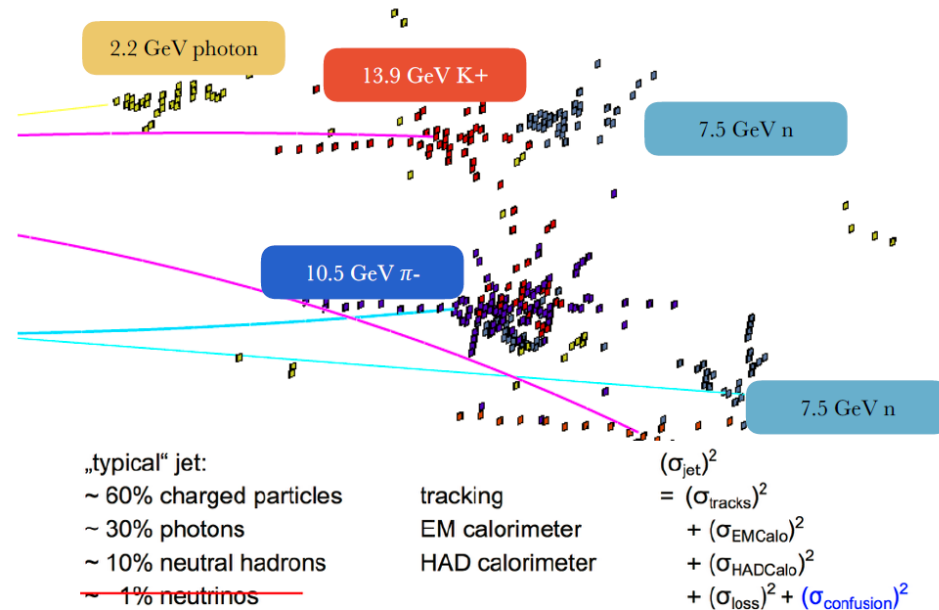 2.2 GeV photon
13.9 GeV K+
7.5 GeV n
10.5 GeV π-
7.5 GeV n
„typical“ jet:
~ 60% charged particles
~ 30% photons
~ 10% neutral hadrons
~ 1% neutrinos
tracking
EM calorimeter
HAD calorimeter
(σjet)2
= (σtracks)2
+ (σEMCalo)2
+ (σHADCalo)2
+ (σloss)2 + (σconfusion)2